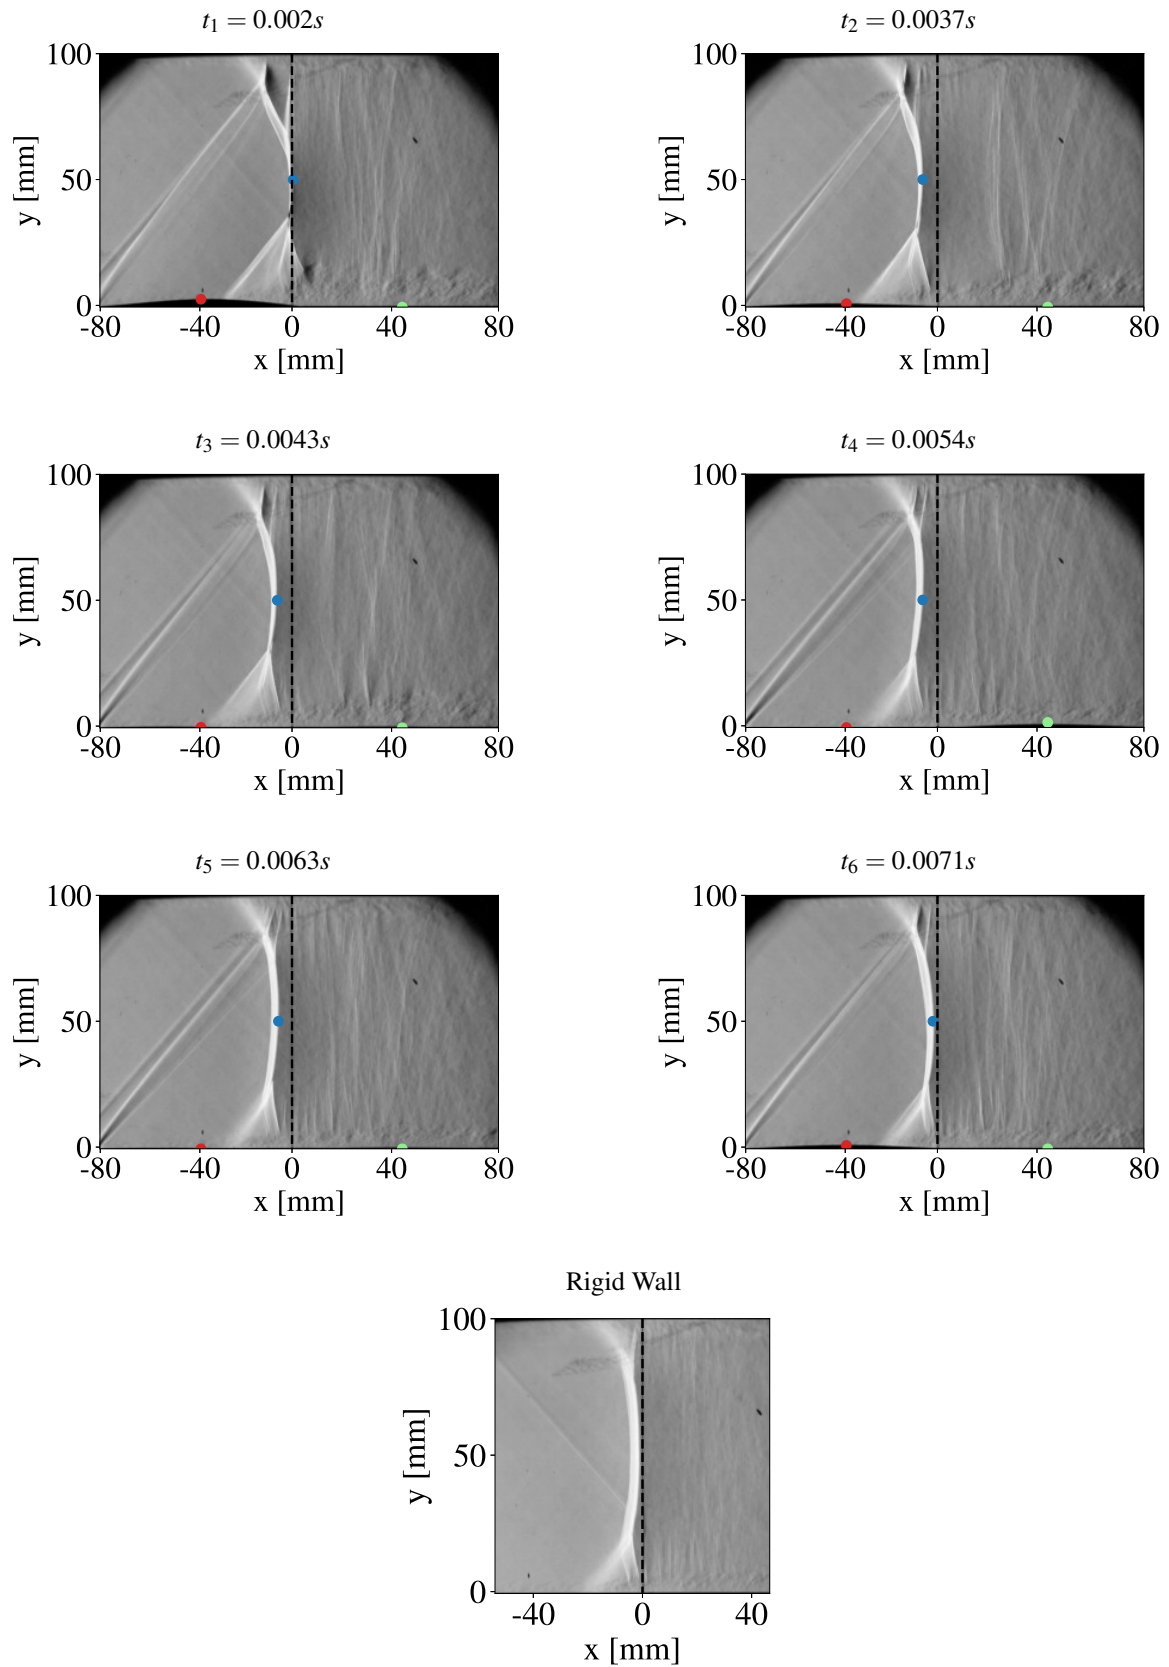 t₁ = 0.002s
t₂ = 0.0037s
100
50
0
y [mm]
-80 -40 0 40 80
x [mm]
100
50
0
y [mm]
-80 -40 0 40 80
x [mm]
t₃ = 0.0043s
t₄ = 0.0054s
100
50
0
y [mm]
-80 -40 0 40 80
x [mm]
100
50
0
y [mm]
-80 -40 0 40 80
x [mm]
t₅ = 0.0063s
t₆ = 0.0071s
100
50
0
y [mm]
-80 -40 0 40 80
x [mm]
100
50
0
y [mm]
-80 -40 0 40 80
x [mm]
Rigid Wall
100
50
0
y [mm]
-40 0 40
x [mm]